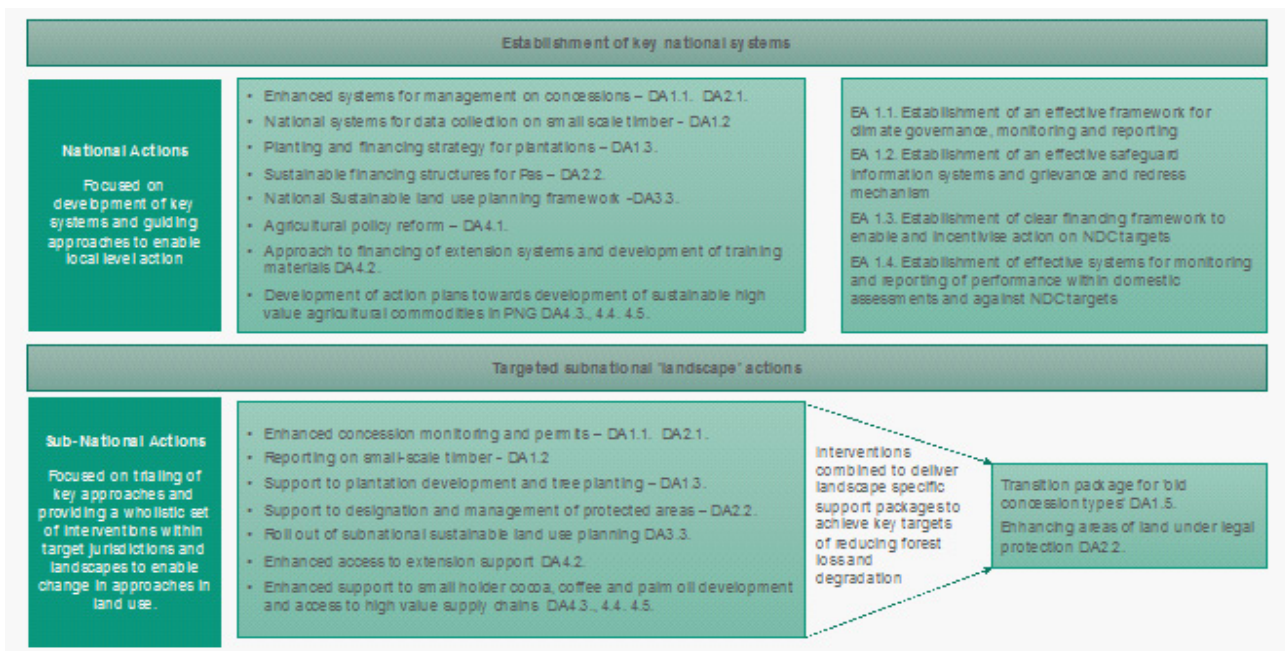 Establishment of key national systems
National Actions
Focused on
development of key
systems and guiding
approaches to enable
local level action
• Enhanced systems for management on concessions – DA1.1. DA2.1.
• National systems for data collection on small scale timber - DA1.2
• Planting and financing strategy for plantations – DA1.3.
• Sustainable financing structures for Pas – DA2.2.
• National Sustainable land use planning framework -DA3.3.
• Agricultural policy reform – DA4.1.
• Approach to financing of extension systems and development of training
materials DA4.2.
• Development of action plans towards development of sustainable high
value agricultural commodities in PNG DA4.3., 4.4. 4.5.
EA 1.1. Establishment of an effective framework for
climate governance, monitoring and reporting
EA 1.2. Establishment of an effective safeguard
information systems and grievance and redress
mechanism
EA 1.3. Establishment of clear financing framework to
enable and incentivise action on NDC targets
EA 1.4. Establishment of effective systems for monitoring
and reporting of performance within domestic
assessments and against NDC targets
Targeted subnational 'landscape' actions
Sub-National Actions
Focused on trialing of
key approaches and
providing a wholistic set
of interventions within
target jurisdictions and
landscapes to enable
change in approaches in
land use.
• Enhanced concession monitoring and permits – DA1.1. DA2.1.
• Reporting on small-scale timber - DA1.2
• Support to plantation development and tree planting – DA1.3.
• Support to designation and management of protected areas – DA2.2.
• Roll out of subnational sustainable land use planning DA3.3.
• Enhanced access to extension support DA4.2.
• Enhanced support to small holder cocoa, coffee and palm oil development
and access to high value supply chains DA4.3., 4.4. 4.5.
Interventions
combined to deliver
landscape specific
support packages to
achieve key targets
of reducing forest
loss and
degradation
Transition package for 'old
concession types' DA1.5.
Enhancing areas of land under legal
protection DA2.2.